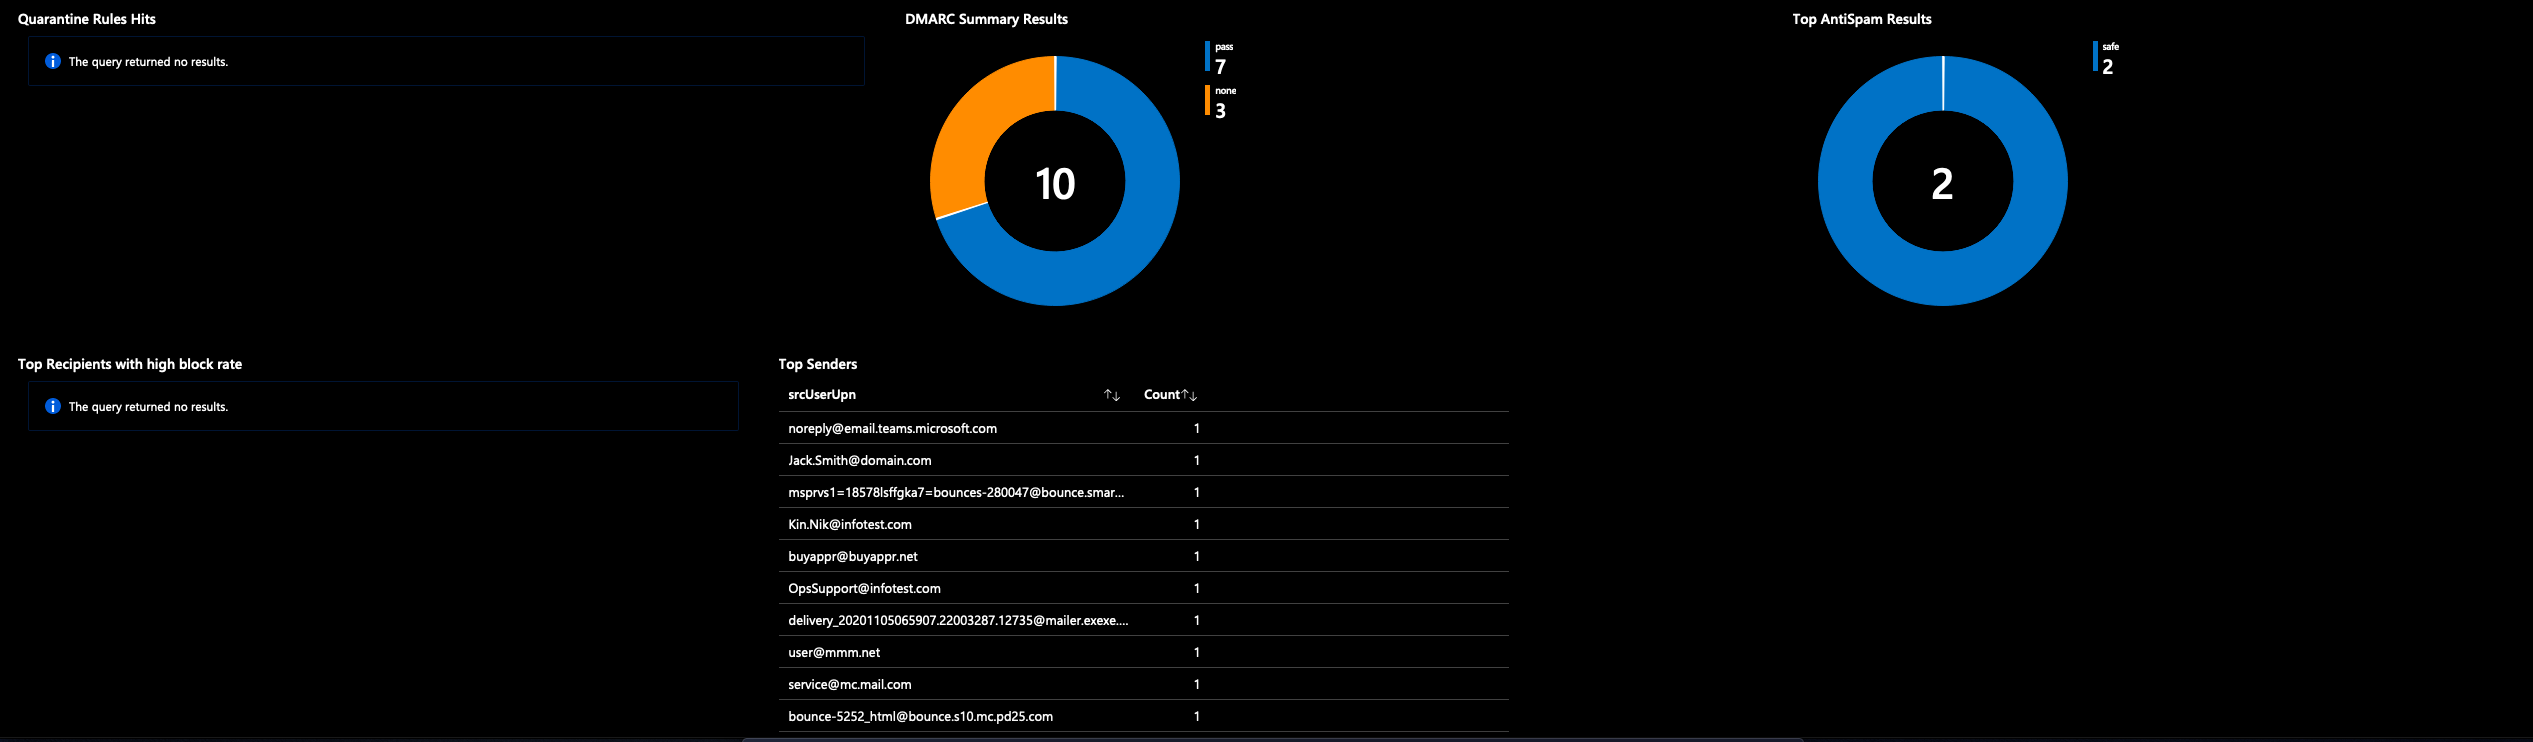 Quarantine Rules Hits
The query returned no results.
DMARC Summary Results
pass
7
none
3
10
Top AntiSpam Results
safe
2
2
Top Recipients with high block rate
The query returned no results.
Top Senders
srcUserUpn Count
noreply@email.teams.microsoft.com 1
Jack.Smith@domain.com 1
msprvs1=18578lsffgka7=bounces-280047@bounce.smar... 1
Kin.Nik@infotest.com 1
buyappr@buyappr.net 1
OpsSupport@infotest.com 1
delivery_20201105065907.22003287.12735@mailer.exexe.... 1
user@mmm.net 1
service@mc.mail.com 1
bounce-5252_html@bounce.s10.mc.pd25.com 1